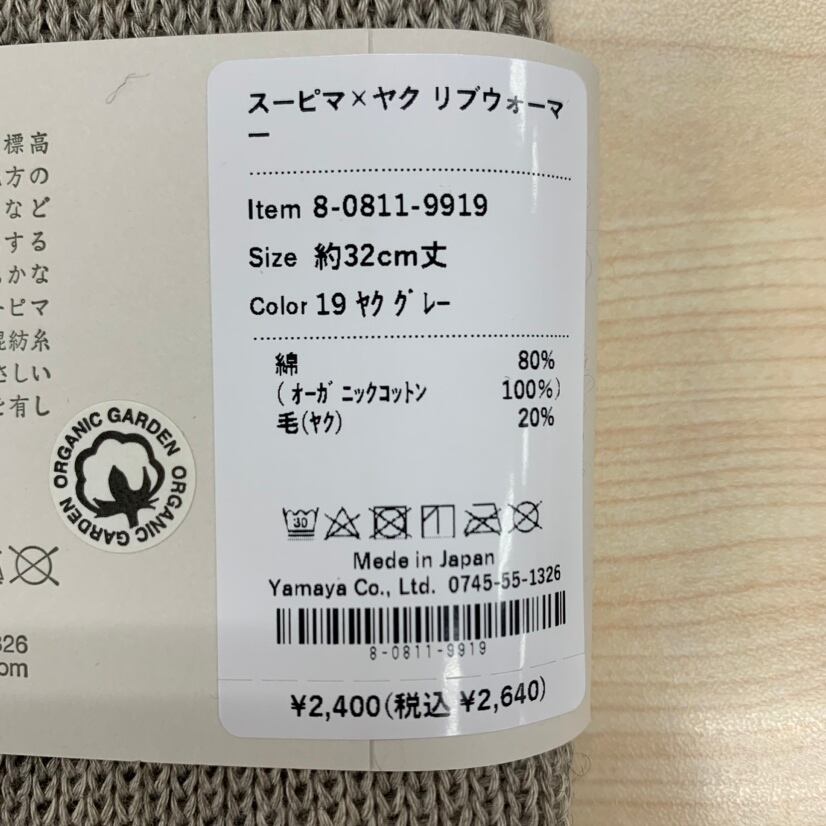 標高
方の
など
する
かな
ーピマ
混紡糸
さしい
を有し
ORGANIC GARDEN ORGANIC GARDEN
326
om
スーピマ×ヤク リブウォーマ
ー
Item 8-0811-9919
Size 約32cm丈
Color 19 ﾔｸ ｸﾞﾚｰ
綿 80%
(ｵｰｶﾞﾆｯｸｺｯﾄﾝ 100%)
毛(ﾔｸ) 20%
30
Mede in Japan
Yamaya Co., Ltd. 0745-55-1326
8-0811-9919
¥2,400(税込 ¥2,640)